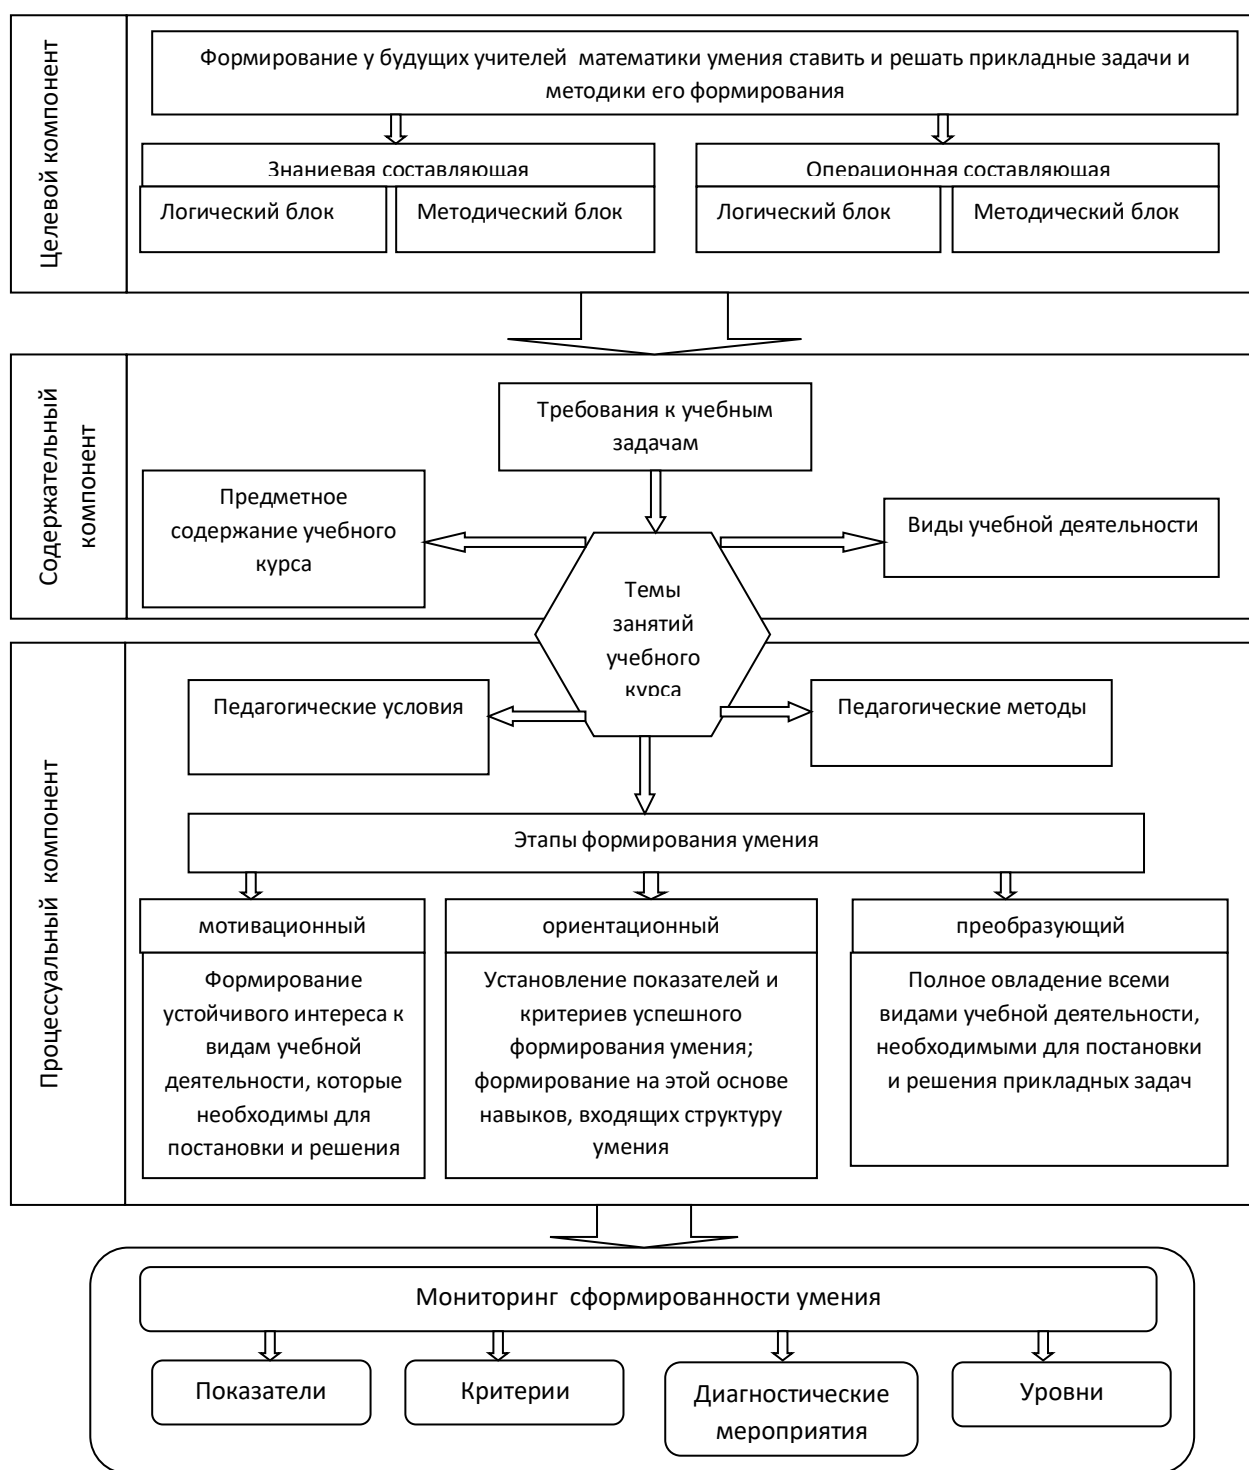 Целевой компонент
Формирование у будущих учителей математики умения ставить и решать прикладные задачи и
методики его формирования
Знаниевая составляющая
Операционная составляющая
Логический блок
Методический блок
Логический блок
Методический блок
Содержательный
компонент
Требования к учебным
задачам
Предметное
содержание учебного
курса
Виды учебной деятельности
Темы
занятий
учебного
курса
Процессуальный компонент
Педагогические условия
Педагогические методы
Этапы формирования умения
мотивационный
ориентационный
преобразующий
Формирование
устойчивого интереса к
видам учебной
деятельности, которые
необходимы для
постановки и решения
Установление показателей и
критериев успешного
формирования умения;
формирование на этой основе
навыков, входящих структуру
умения
Полное овладение всеми
видами учебной деятельности,
необходимыми для постановки
и решения прикладных задач
Мониторинг сформированности умения
Показатели
Критерии
Диагностические
мероприятия
Уровни